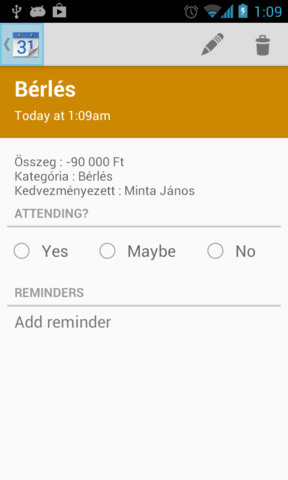 1:09
31
Bérlés
Today at 1:09am
Összeg : -90 000 Ft
Kategória : Bérlés
Kedvezményezett : Minta János
ATTENDING?
Yes Maybe No
REMINDERS
Add reminder